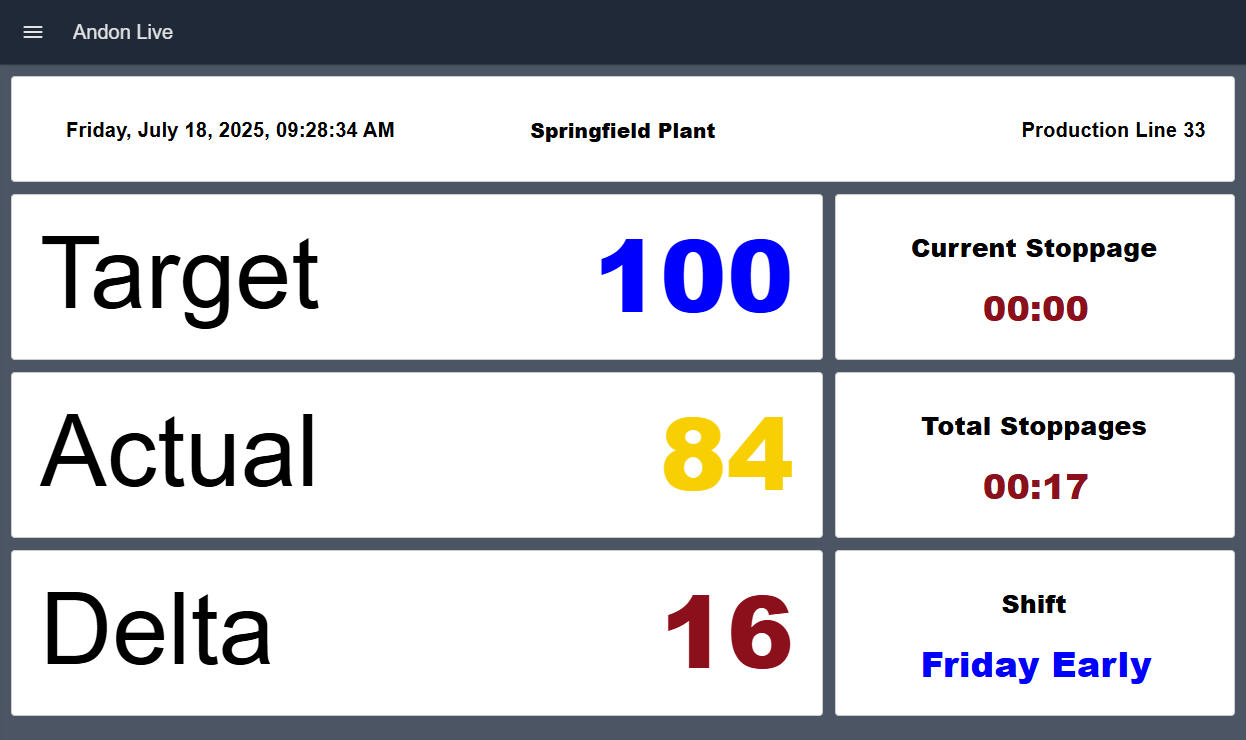 Andon Live
Friday, July 18, 2025, 09:28:34 AM
Springfield Plant
Production Line 33
Target
100
Current Stoppage
00:00
Actual
84
Total Stoppages
00:17
Delta
16
Shift
Friday Early